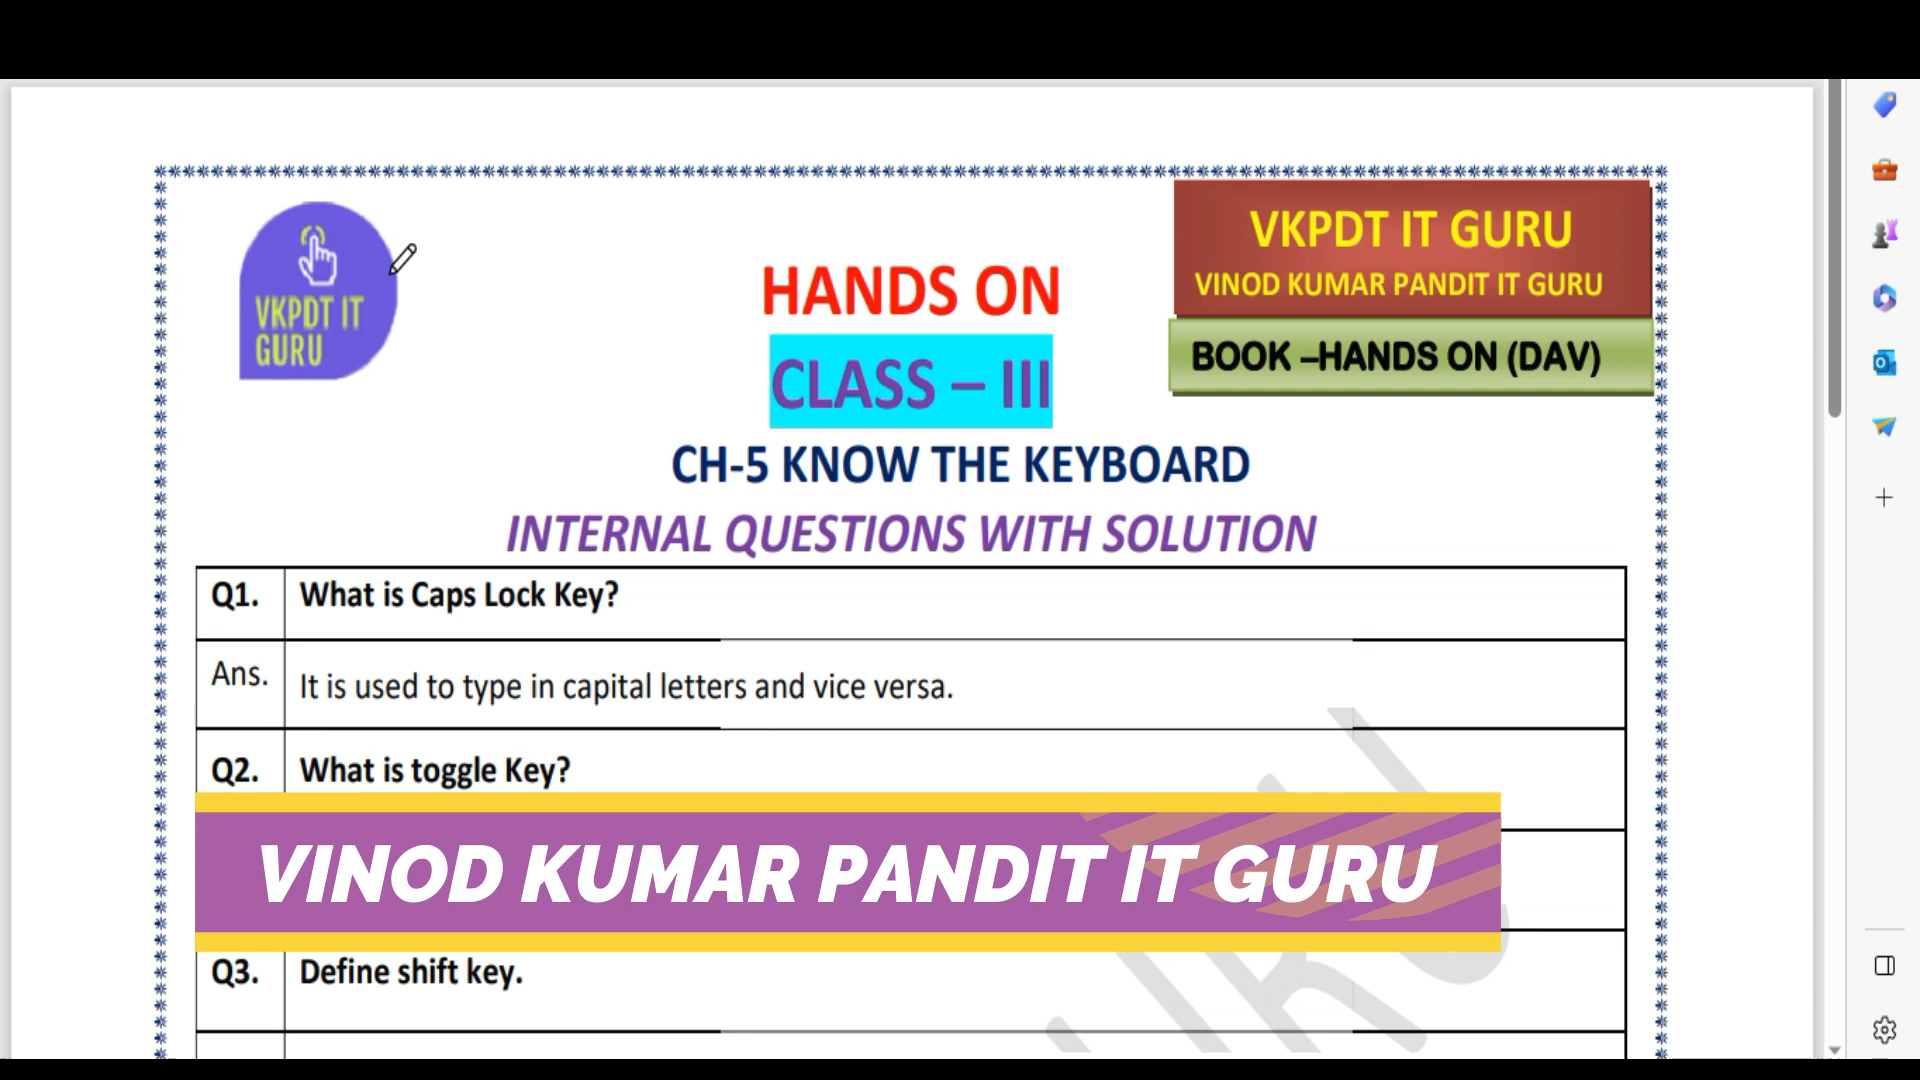 VKPDT IT
GURU
HANDS ON
CLASS – III
VKPDT IT GURU
VINOD KUMAR PANDIT IT GURU
BOOK –HANDS ON (DAV)
CH-5 KNOW THE KEYBOARD
INTERNAL QUESTIONS WITH SOLUTION
Q1. What is Caps Lock Key?
Ans. It is used to type in capital letters and vice versa.
Q2. What is toggle Key?
VINOD KUMAR PANDIT IT GURU
Q3. Define shift key.